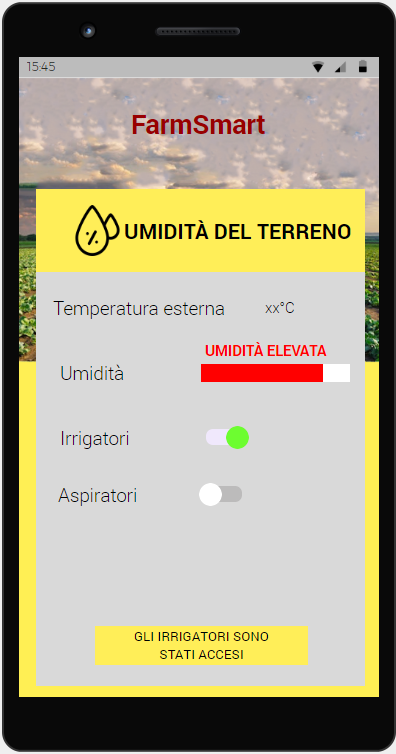 15:45
FarmSmart
UMIDITÀ DEL TERRENO
Temperatura esterna xx°C
UMIDITÀ ELEVATA
Umidità
Irrigatori
Aspiratori
GLI IRRIGATORI SONO
STATI ACCESI